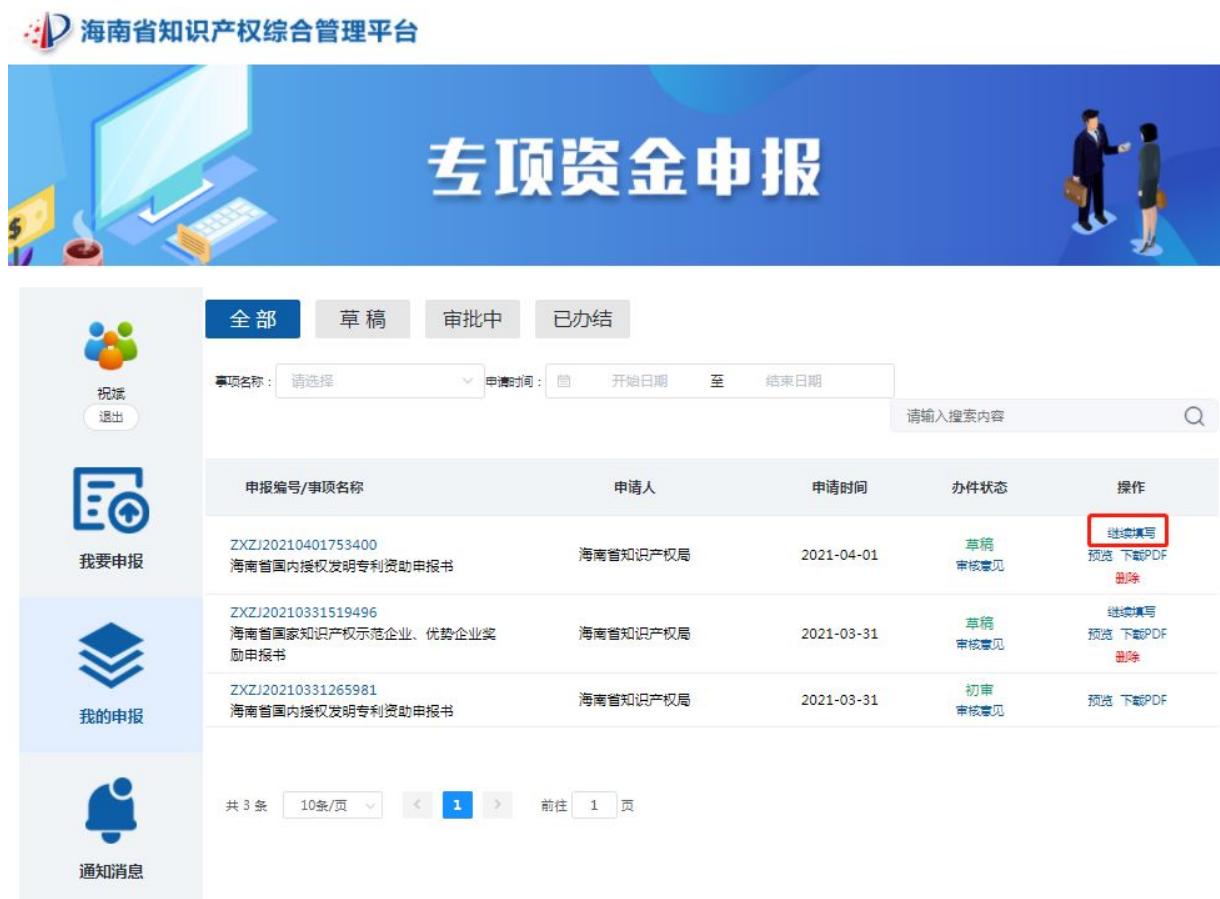 海南省知识产权综合管理平台
专项资金申报
$
祝斌
退出
我要申报
我的申报
通知消息
全部 草稿 审批中 已办结
事项名称： 请选择 申请时间： 开始日期 至 结束日期
请输入搜索内容
申报编号/事项名称 申请人 申请时间 办件状态 操作
ZXZJ20210401753400
海南省国内授权发明专利资助申报书
海南省知识产权局
2021-04-01
草稿
审核意见
继续填写
预览 下载PDF
删除
ZXZJ20210331519496
海南省国家知识产权示范企业、优势企业奖
励申报书
海南省知识产权局
2021-03-31
草稿
审核意见
继续填写
预览 下载PDF
删除
ZXZJ20210331265981
海南省国内授权发明专利资助申报书
海南省知识产权局
2021-03-31
初审
审核意见
预览 下载PDF
共 3 条 10条/页 < 1 > 前往 1 页